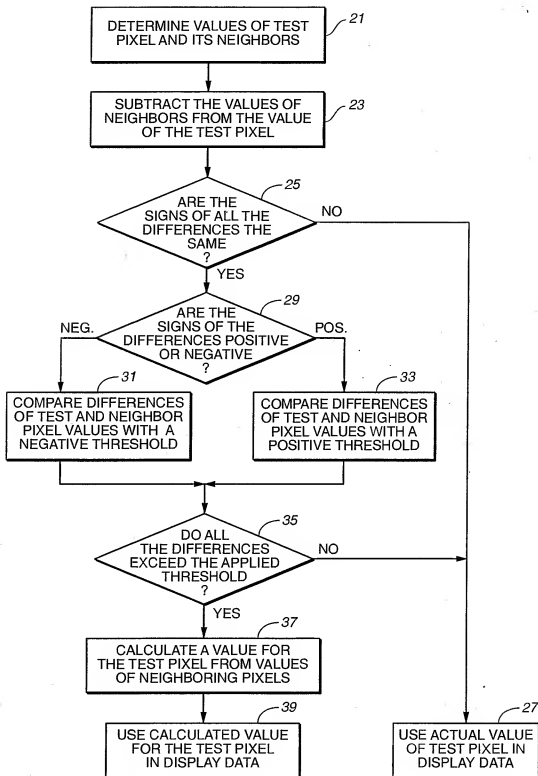 DETERMINE VALUES OF TEST
PIXEL AND ITS NEIGHBORS
21
SUBTRACT THE VALUES OF
NEIGHBORS FROM THE VALUE
OF THE TEST PIXEL
23
ARE THE
SIGNS OF ALL THE
DIFFERENCES THE
SAME
?
25
NO
YES
ARE THE
SIGNS OF THE
DIFFERENCES POSITIVE
OR NEGATIVE
?
29
NEG.
POS.
31
COMPARE DIFFERENCES
OF TEST AND NEIGHBOR
PIXEL VALUES WITH A
NEGATIVE THRESHOLD
33
COMPARE DIFFERENCES
OF TEST AND NEIGHBOR
PIXEL VALUES WITH A
POSITIVE THRESHOLD
35
DO ALL
THE DIFFERENCES
EXCEED THE APPLIED
THRESHOLD
?
NO
YES
37
CALCULATE A VALUE FOR
THE TEST PIXEL FROM VALUES
OF NEIGHBORING PIXELS
39
USE CALCULATED VALUE
FOR THE TEST PIXEL
IN DISPLAY DATA
27
USE ACTUAL VALUE
OF TEST PIXEL IN
DISPLAY DATA